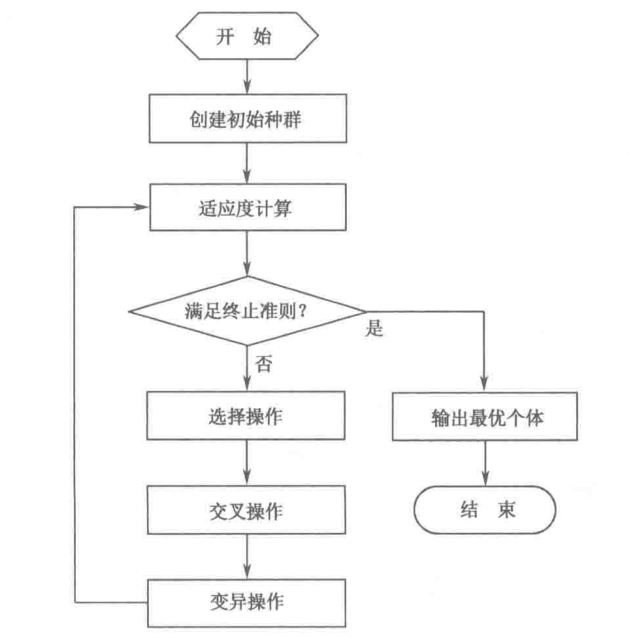 开 始
创建初始种群
适应度计算
满足终止准则?
是
否
选择操作
输出最优个体
交叉操作
结 束
变异操作